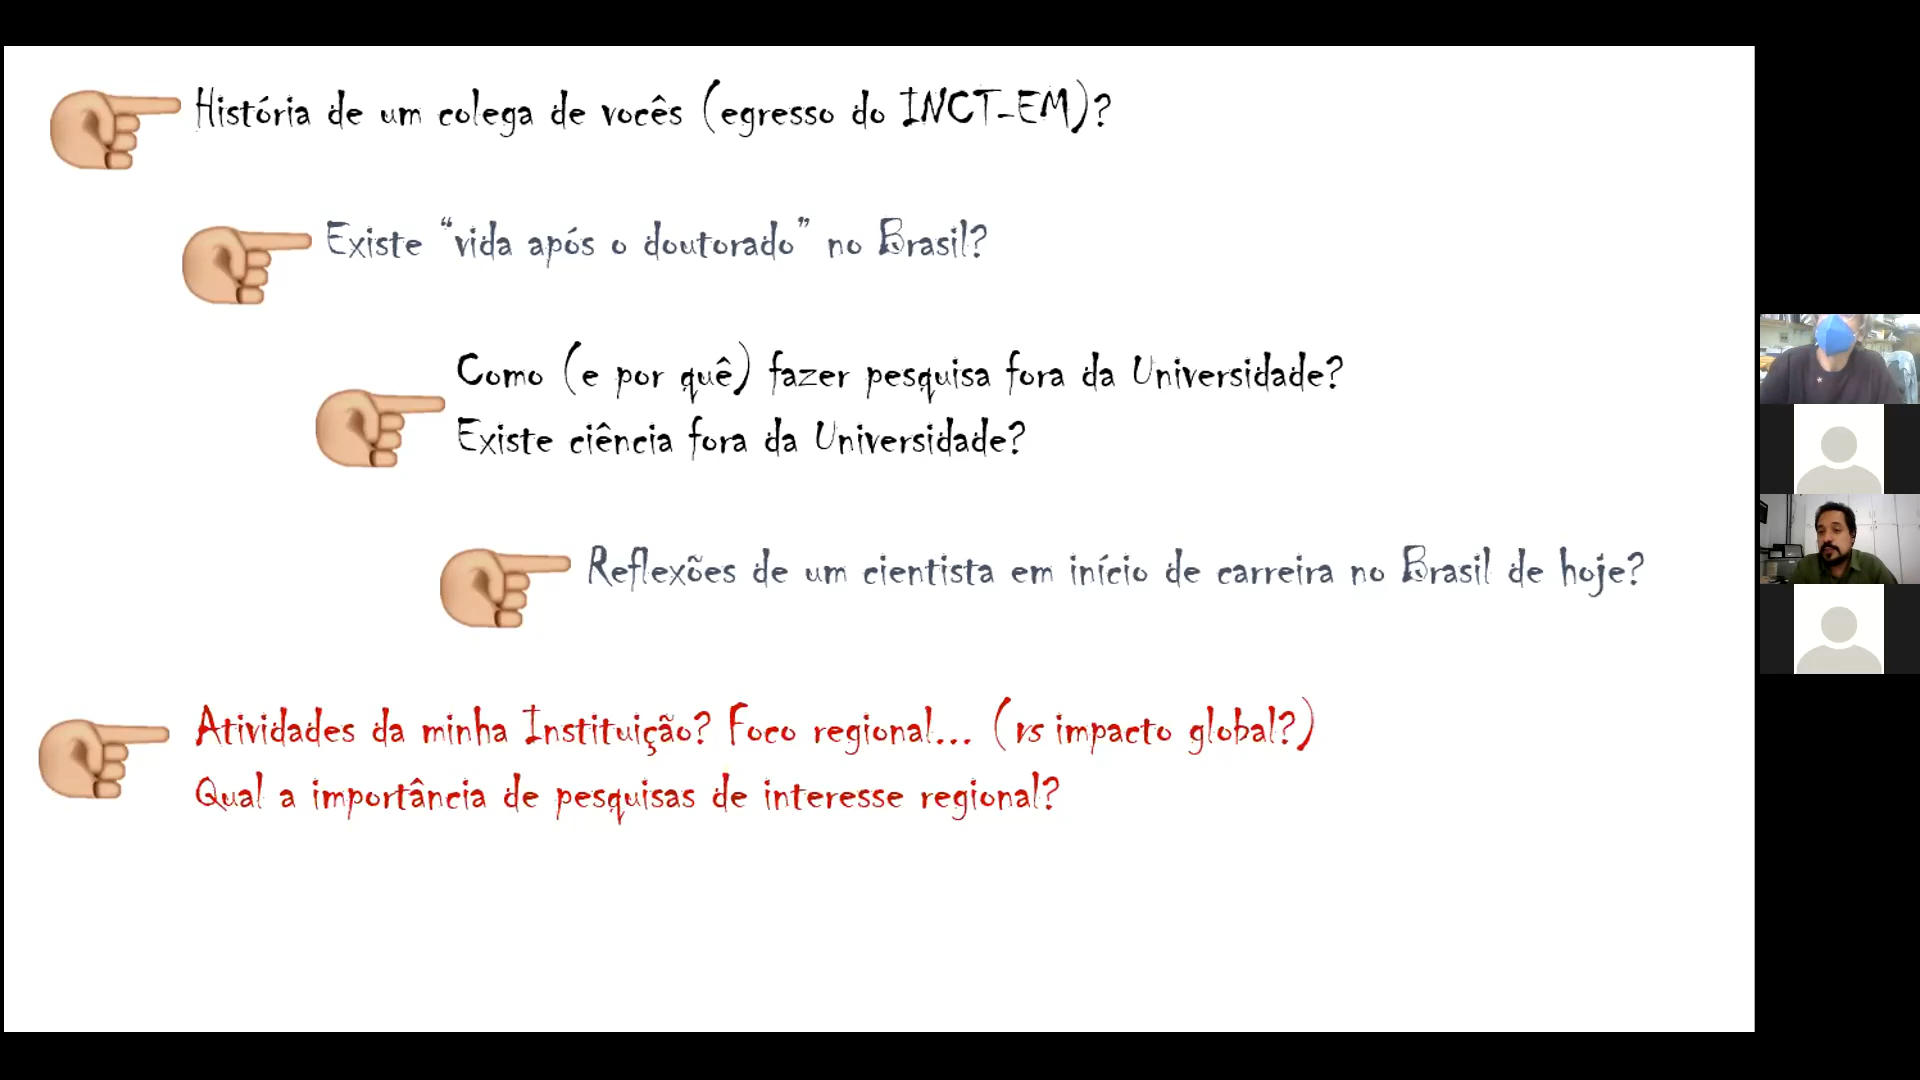 História de um colega de vocês (egresso do INCT-EM)?
Existe “vida após o doutorado” no Brasil?
Como (e por quê) fazer pesquisa fora da Universidade?
Existe ciência fora da Universidade?
Reflexões de um cientista em início de carreira no Brasil de hoje?
Atividades da minha Instituição? Foco regional... (vs impacto global?)
Qual a importância de pesquisas de interesse regional?